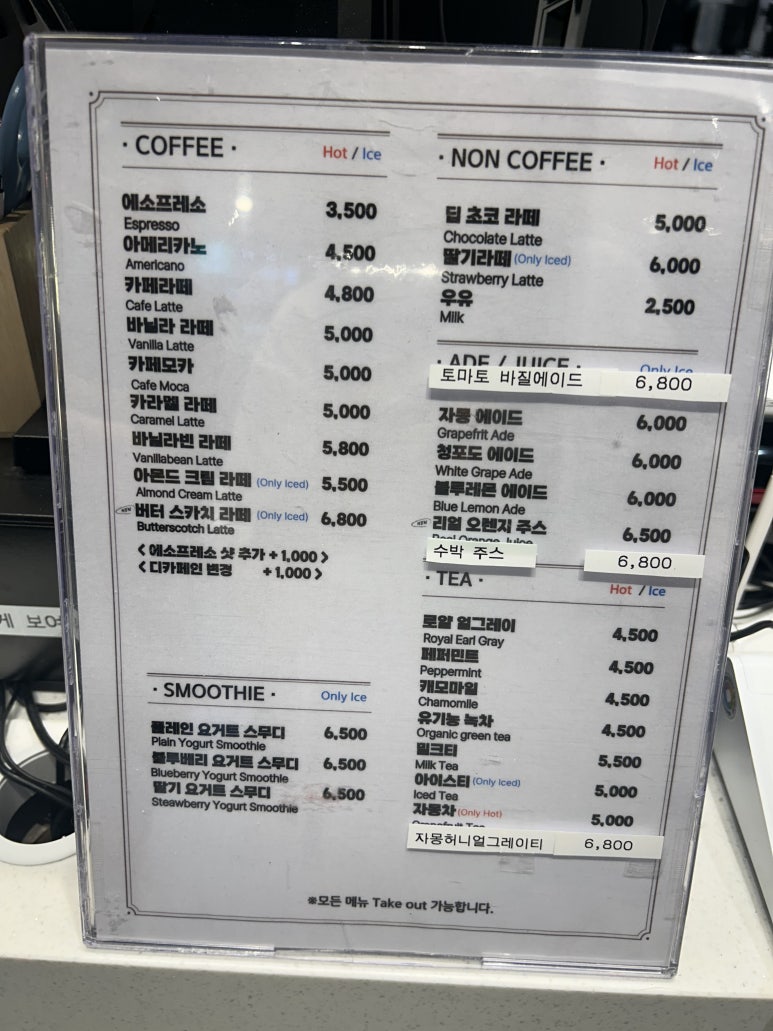 · COFFEE ·
Hot / Ice
에소프레소 3,500
Espresso
아메리카노 4,500
Americano
카페라떼 4,800
Cafe Latte
바닐라 라떼 5,000
Vanilla Latte
카페모카 5,000
Cafe Moca
카라멜 라떼 5,000
Caramel Latte
바닐라빈 라떼 5,800
Vanillabean Latte
아몬드 크림 라떼 (Only Iced) 5,500
Almond Cream Latte
NEW 버터 스카치 라떼 (Only Iced) 6,800
Butterscotch Latte
< 에소프레소 샷 추가 + 1,000 >
< 디카페인 변경 + 1,000 >
· SMOOTHIE ·
Only Ice
플레인 요거트 스무디 6,500
Plain Yogurt Smoothie
블루베리 요거트 스무디 6,500
Blueberry Yogurt Smoothie
딸기 요거트 스무디 6,500
Steawberry Yogurt Smoothie
· NON COFFEE ·
Hot / Ice
딥 초코 라떼 5,000
Chocolate Latte
딸기라떼 (Only Iced) 6,000
Strawberry Latte
우유 2,500
Milk
· ADE / JUICE ·
Only Ice
토마토 바질에이드 6,800
자몽 에이드 6,000
Grapefrit Ade
청포도 에이드 6,000
White Grape Ade
블루레몬 에이드 6,000
Blue Lemon Ade
NEW 리얼 오렌지 주스 6,500
Real Orange Juice
수박 주스 6,800
· TEA ·
Hot / Ice
로얄 얼그레이 4,500
Royal Earl Gray
페퍼민트 4,500
Peppermint
캐모마일 4,500
Chamomile
유기농 녹차 4,500
Organic green tea
밀크티 5,500
Milk Tea
아이스티 (Only Iced) 5,000
Iced Tea
자몽차 (Only Hot) 5,000
Grapefruit Tea
자몽허니얼그레이티 6,800
※모든 메뉴 Take out 가능합니다.
게 보여